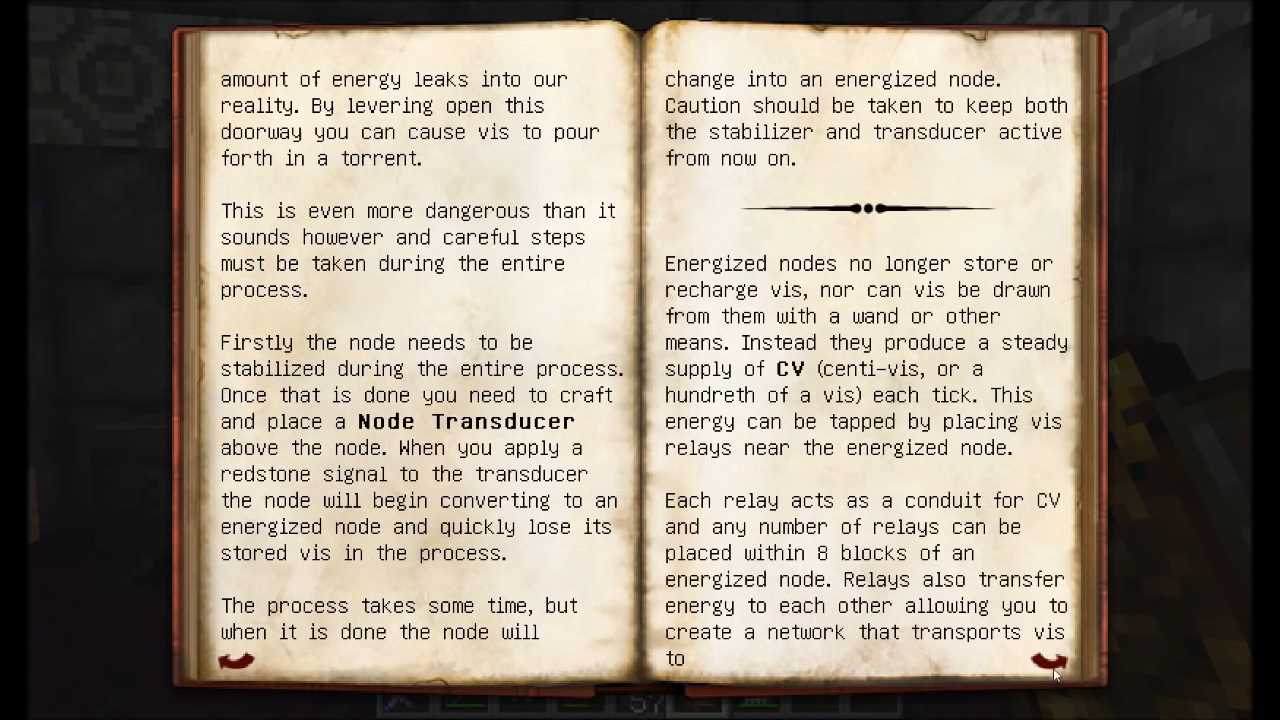 amount of energy leaks into our
reality. By levering open this
doorway you can cause vis to pour
forth in a torrent.
This is even more dangerous than it
sounds however and careful steps
must be taken during the entire
process.
Firstly the node needs to be
stabilized during the entire process.
Once that is done you need to craft
and place a Node Transducer
above the node. When you apply a
redstone signal to the transducer
the node will begin converting to an
energized node and quickly lose its
stored vis in the process.
The process takes some time, but
when it is done the node will
change into an energized node.
Caution should be taken to keep both
the stabilizer and transducer active
from now on.
Energized nodes no longer store or
recharge vis, nor can vis be drawn
from them with a wand or other
means. Instead they produce a steady
supply of CV (centi-vis, or a
hundreth of a vis) each tick. This
energy can be tapped by placing vis
relays near the energized node.
Each relay acts as a conduit for CV
and any number of relays can be
placed within 8 blocks of an
energized node. Relays also transfer
energy to each other allowing you to
create a network that transports vis
to
57